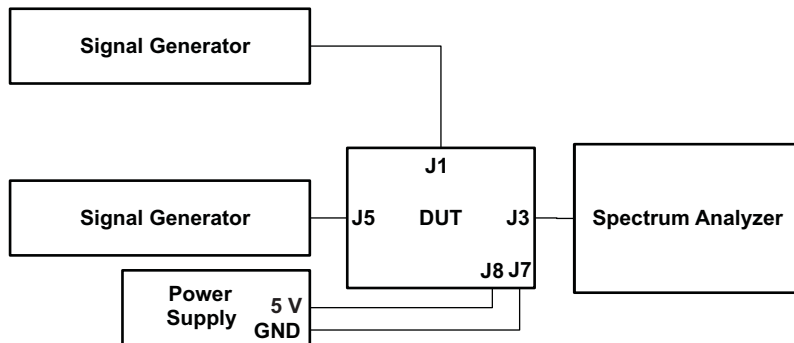 Signal Generator
J1
Signal Generator
J5 DUT J3
Spectrum Analyzer
J8 J7
Power
Supply
5 V
GND